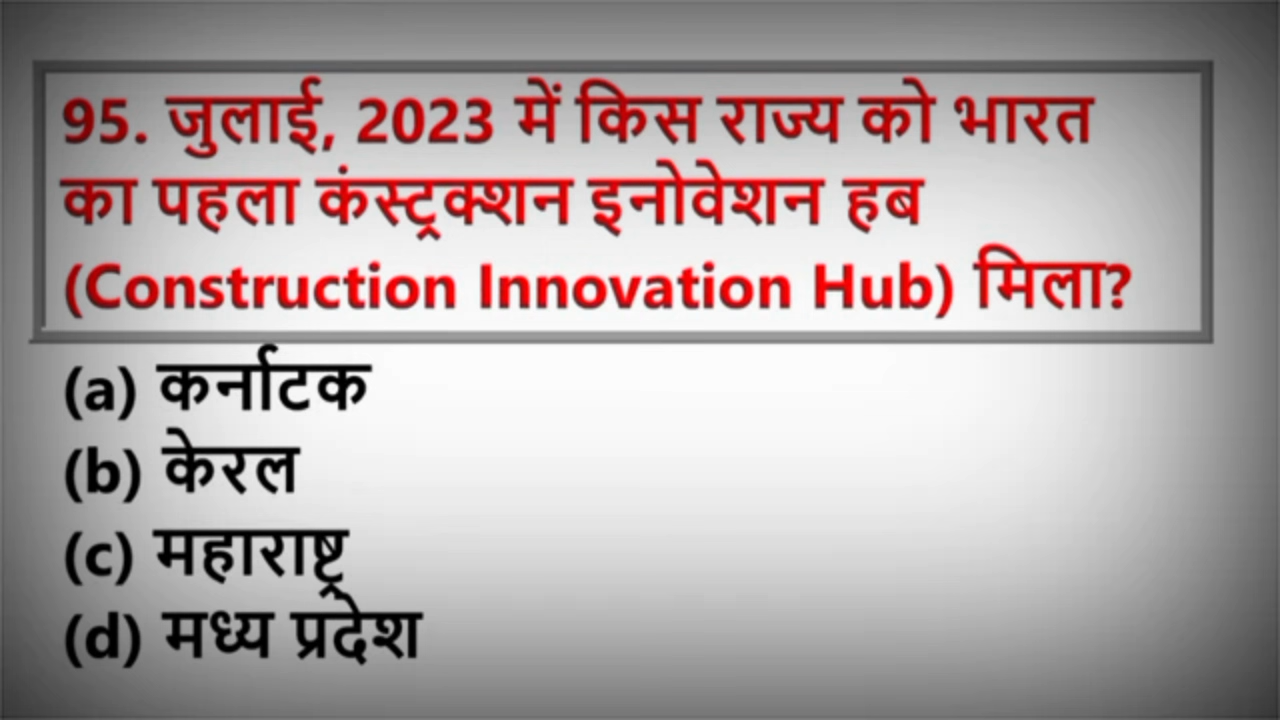 95. जुलाई, 2023 में किस राज्य को भारत
का पहला कंस्ट्रक्शन इनोवेशन हब
(Construction Innovation Hub) मिला?
(a) कर्नाटक
(b) केरल
(c) महाराष्ट्र
(d) मध्य प्रदेश